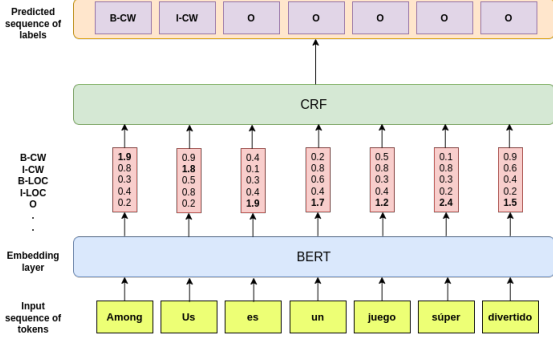 Predicted sequence of labels
B-CW I-CW O O O O O
CRF
B-CW 1.9 0.9 0.4 0.2 0.5 0.1 0.9
I-CW 0.8 1.8 0.1 0.8 0.8 0.8 0.6
B-LOC 0.3 0.5 0.3 0.6 0.3 0.3 0.4
I-LOC 0.4 0.8 0.4 0.4 0.4 0.2 0.2
O 0.2 0.2 1.9 1.7 1.2 2.4 1.5
.
.
Embedding layer
BERT
Input sequence of tokens
Among Us es un juego súper divertido